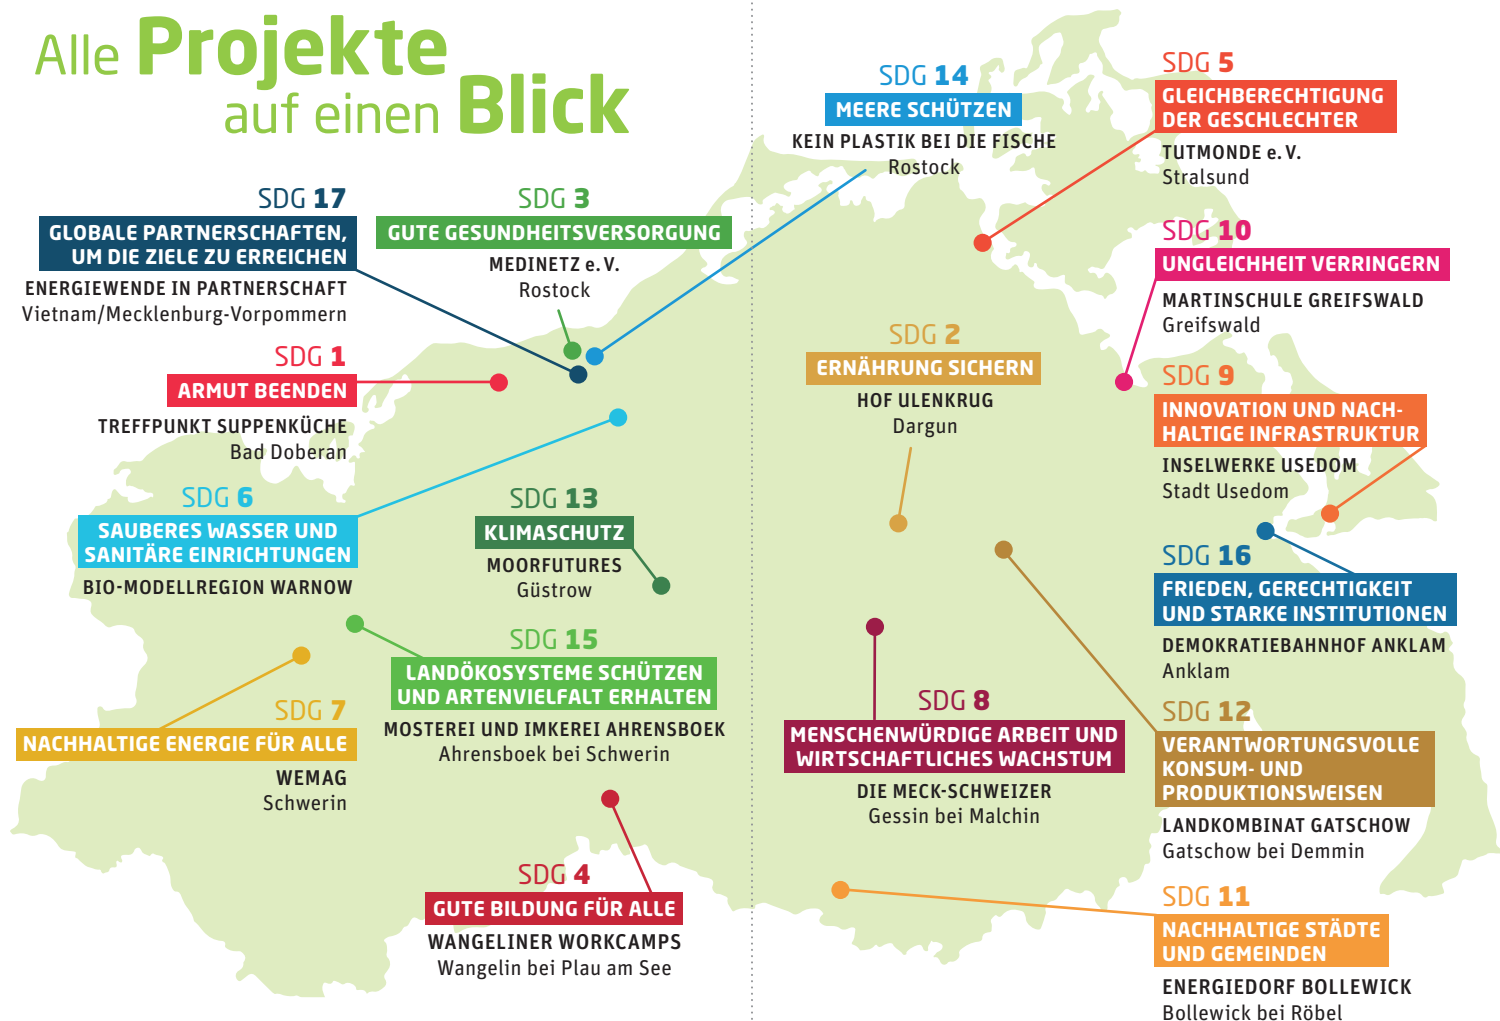 Alle Projekte
auf einen Blick
SDG 17
GLOBALE PARTNERSCHAFTEN,
UM DIE ZIELE ZU ERREICHEN
ENERGIEWENDE IN PARTNERSCHAFT
Vietnam/Mecklenburg-Vorpommern
SDG 3
GUTE GESUNDHEITSVERSORGUNG
MEDINETZ e. V.
Rostock
SDG 1
ARMUT BEENDEN
TREFFPUNKT SUPPENKÜCHE
Bad Doberan
SDG 6
SAUBERES WASSER UND
SANITÄRE EINRICHTUNGEN
BIO-MODELLREGION WARNOW
SDG 13
KLIMASCHUTZ
MOORFUTURES
Güstrow
SDG 15
LANDÖKOSYSTEME SCHÜTZEN
UND ARTENVIELFALT ERHALTEN
MOSTEREI UND IMKEREI AHRENSBOEK
Ahrensboek bei Schwerin
SDG 7
NACHHALTIGE ENERGIE FÜR ALLE
WEMAG
Schwerin
SDG 4
GUTE BILDUNG FÜR ALLE
WANGELINER WORKCAMPS
Wangelin bei Plau am See
SDG 14
MEERE SCHÜTZEN
KEIN PLASTIK BEI DIE FISCHE
Rostock
SDG 5
GLEICHBERECHTIGUNG
DER GESCHLECHTER
TUTMONDE e. V.
Stralsund
SDG 10
UNGLEICHHEIT VERRINGERN
MARTINSCHULE GREIFSWALD
Greifswald
SDG 2
ERNÄHRUNG SICHERN
HOF ULENKRUG
Dargun
SDG 9
INNOVATION UND NACH-
HALTIGE INFRASTRUKTUR
INSELWERKE USEDOM
Stadt Usedom
SDG 16
FRIEDEN, GERECHTIGKEIT
UND STARKE INSTITUTIONEN
DEMOKRATIEBAHNHOF ANKLAM
Anklam
SDG 8
MENSCHENWÜRDIGE ARBEIT UND
WIRTSCHAFTLICHES WACHSTUM
DIE MECK-SCHWEIZER
Gessin bei Malchin
SDG 12
VERANTWORTUNGSVOLLE
KONSUM- UND
PRODUKTIONSWEISEN
LANDKOMBINAT GATSCHOW
Gatschow bei Demmin
SDG 11
NACHHALTIGE STÄDTE
UND GEMEINDEN
ENERGIEDORF BOLLEWICK
Bollewick bei Röbel